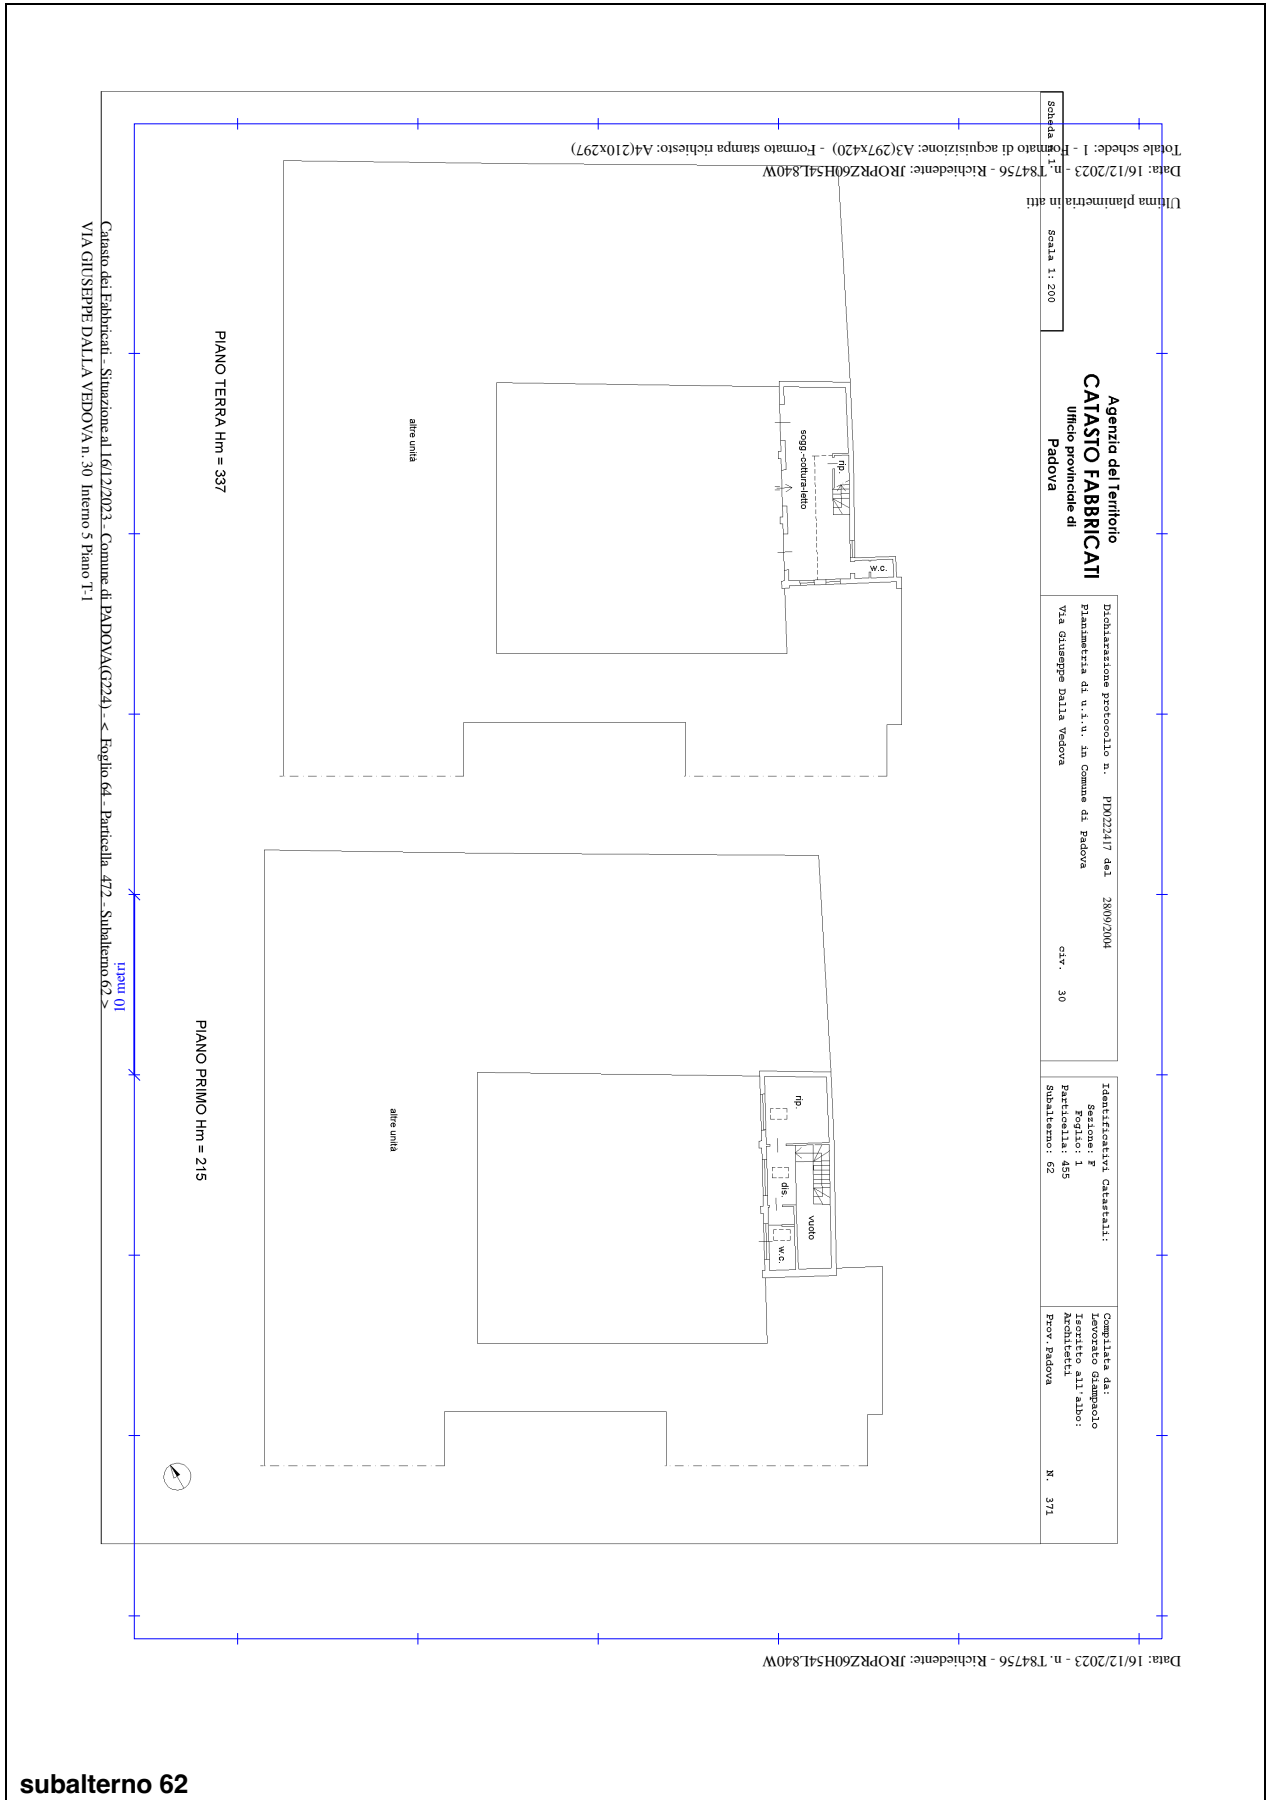 Data: 16/12/2023 - n. T84756 - Richiedente: JROPRZ60H54L840W
Totale schede: 1 - Formato di acquisizione: A3(297x420) - Formato stampa richiesto: A4(210x297)
Ultima planimetria in atti
Scheda n. 1 Scala 1: 200
Agenzia del Territorio
CATASTO FABBRICATI
Ufficio provinciale di
Padova
Dichiarazione protocollo n. PD0222417 del 28/09/2004
Planimetria di u.i.u. in Comune di Padova
Via Giuseppe Dalla Vedova civ. 30
Identificativi Catastali:
Sezione: F
Foglio: 1
Particella: 455
Subalterno: 62
Compilata da:
Levorato Giampaolo
Iscritto all'albo:
Architetti
Prov. Padova N. 371
rip.
sogg.-cottura-letto
w.c.
altre unità
PIANO TERRA Hm = 337
rip.
dis.
vuoto
w.c.
altre unità
PIANO PRIMO Hm = 215
10 metri
Catasto dei Fabbricati - Situazione al 16/12/2023 - Comune di PADOVA(G224) - < Foglio 64 - Particella 472 - Subalterno 62 >
VIA GIUSEPPE DALLA VEDOVA n. 30 Interno 5 Piano T-1
Data: 16/12/2023 - n. T84756 - Richiedente: JROPRZ60H54L840W
subalterno 62